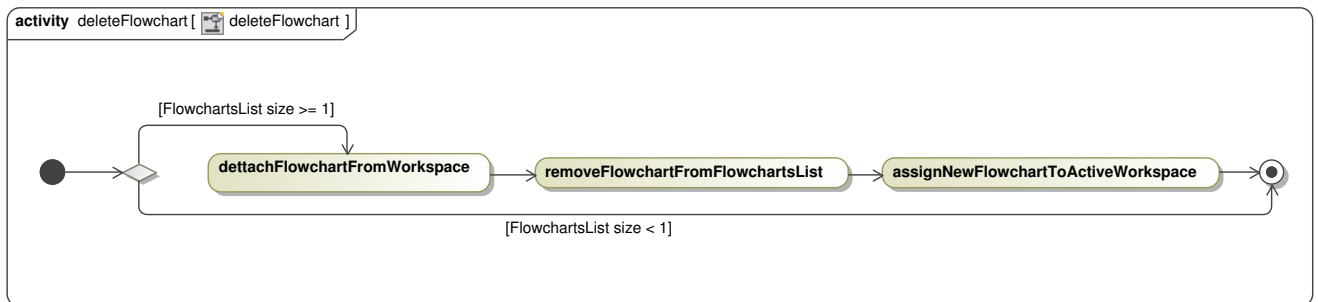 activity deleteFlowchart [ deleteFlowchart ]
[FlowchartsList size >= 1]
dettachFlowchartFromWorkspace
removeFlowchartFromFlowchartsList
assignNewFlowchartToActiveWorkspace
[FlowchartsList size < 1]